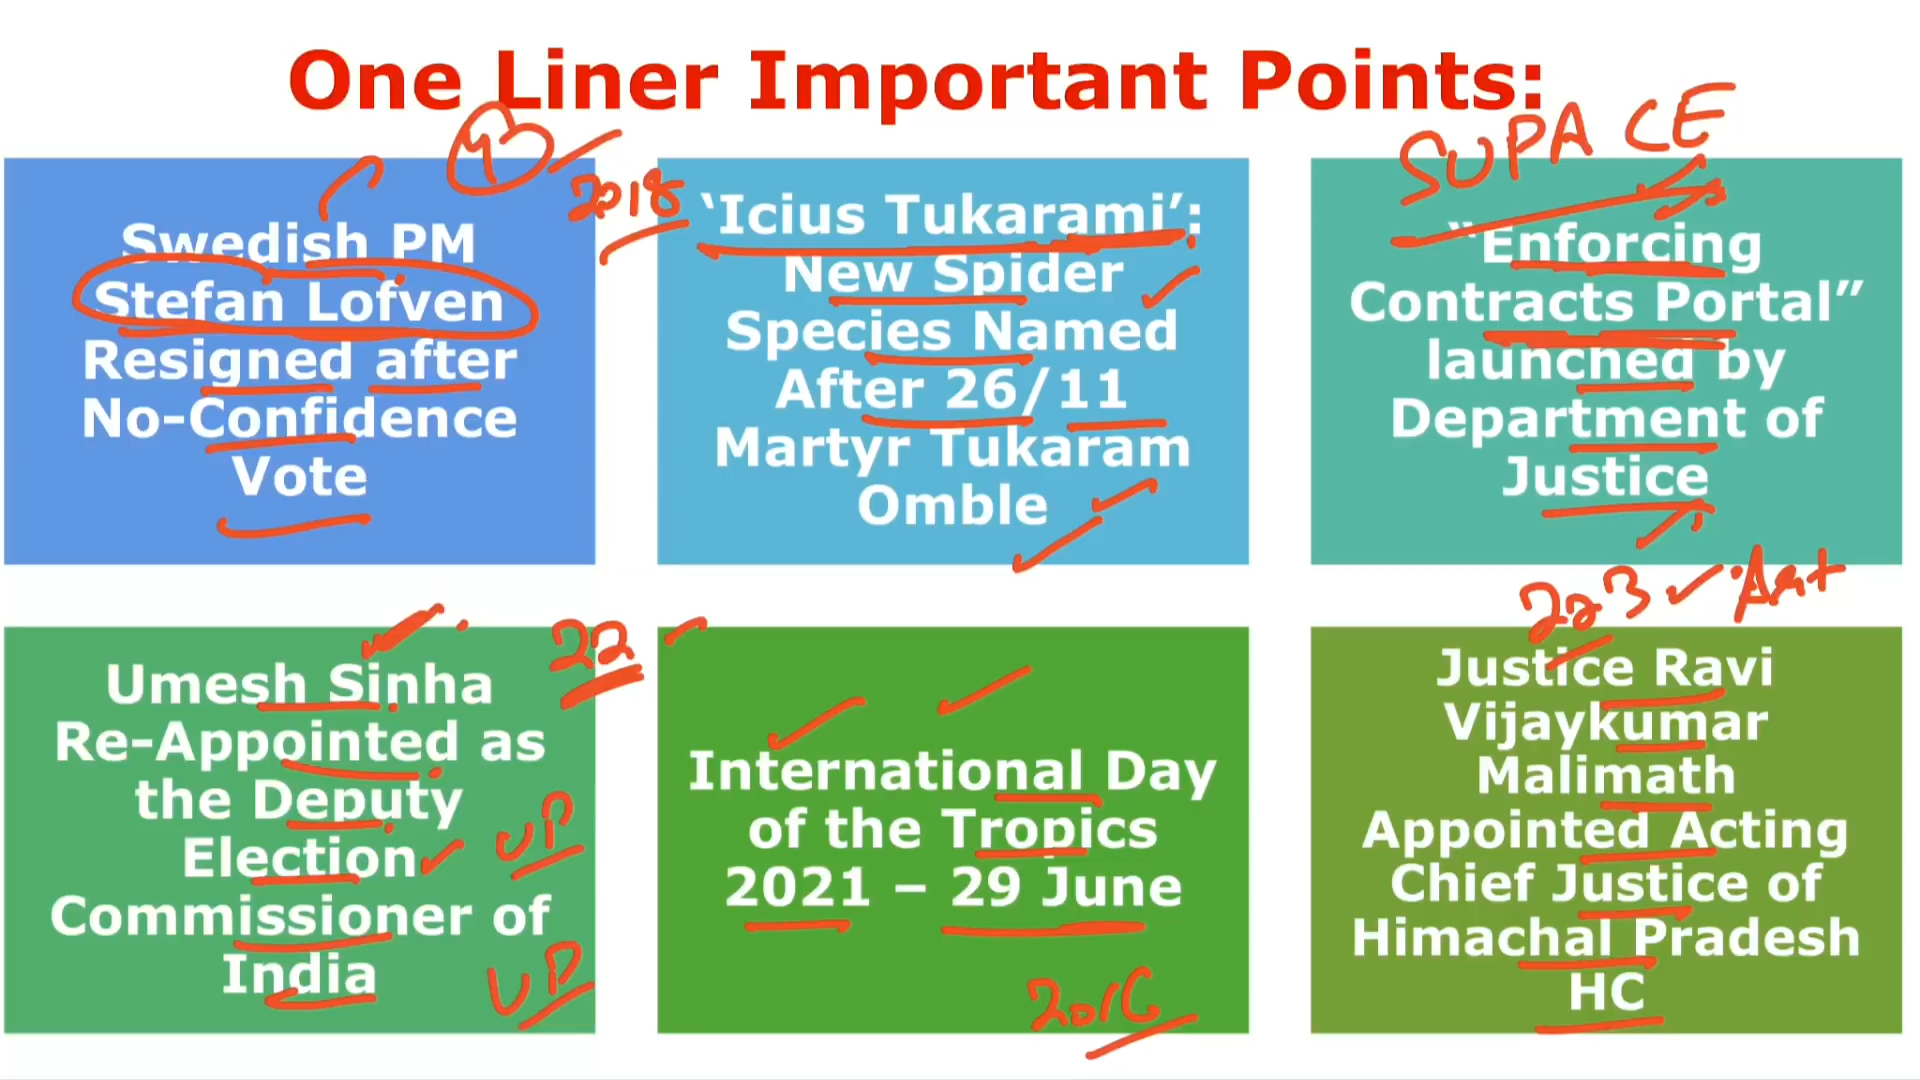 One Liner Important Points:
2018
SUPACE
Swedish PM
Stefan Lofven
Resigned after
No-Confidence
Vote
‘Icius Tukarami’:
New Spider
Species Named
After 26/11
Martyr Tukaram
Omble
“Enforcing
Contracts Portal”
launched by
Department of
Justice
22
223
Umesh Sinha
Re-Appointed as
the Deputy
Election
Commissioner of
India
UP
UP
International Day
of the Tropics
2021 – 29 June
2016
Justice Ravi
Vijaykumar
Malimath
Appointed Acting
Chief Justice of
Himachal Pradesh
HC